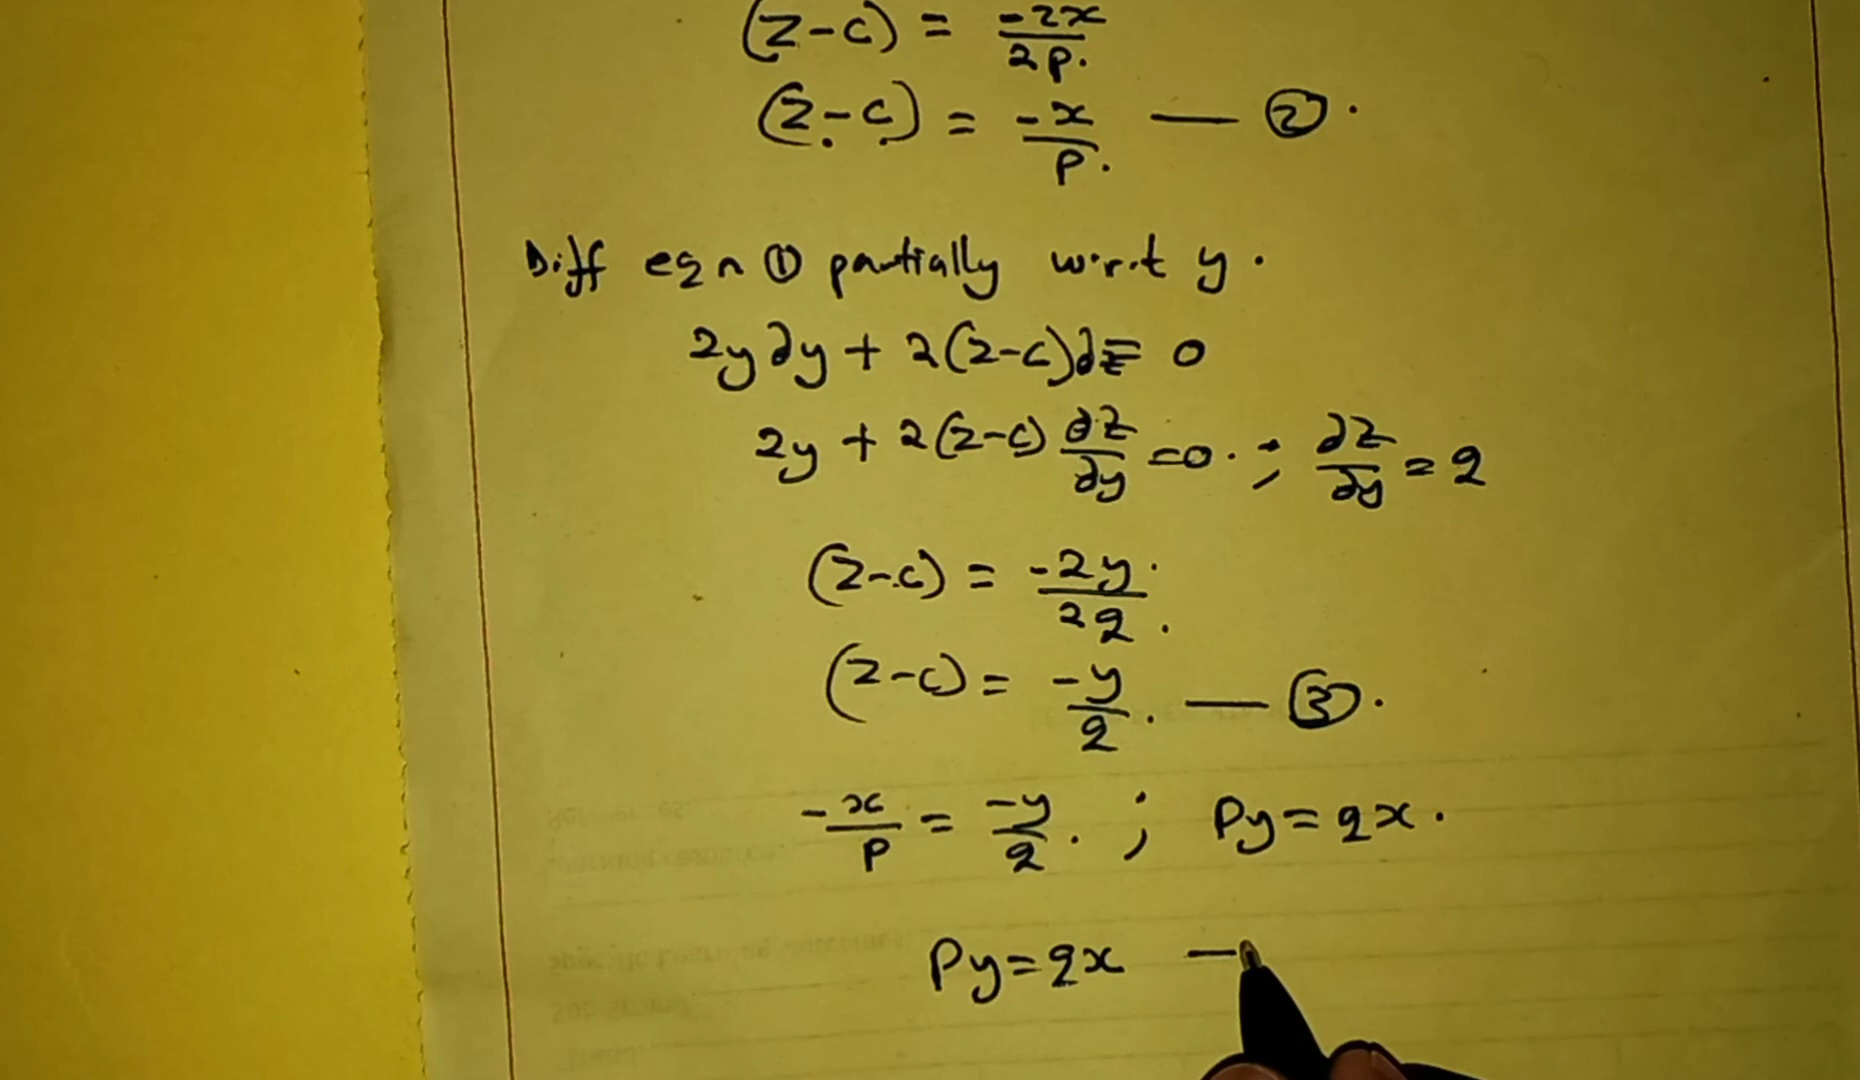 (z-c) = -2x/2p.
(z-c) = -x/p. — ②.
Diff eqn ① partially w.r.t y.
2y∂y + 2(z-c)∂z = 0
2y + 2(z-c) ∂z/∂y = 0. ; ∂z/∂y = q
(z-c) = -2y/2q.
(z-c) = -y/q. — ③.
-x/p = -y/q. ; Py = qx.
Py = qx —